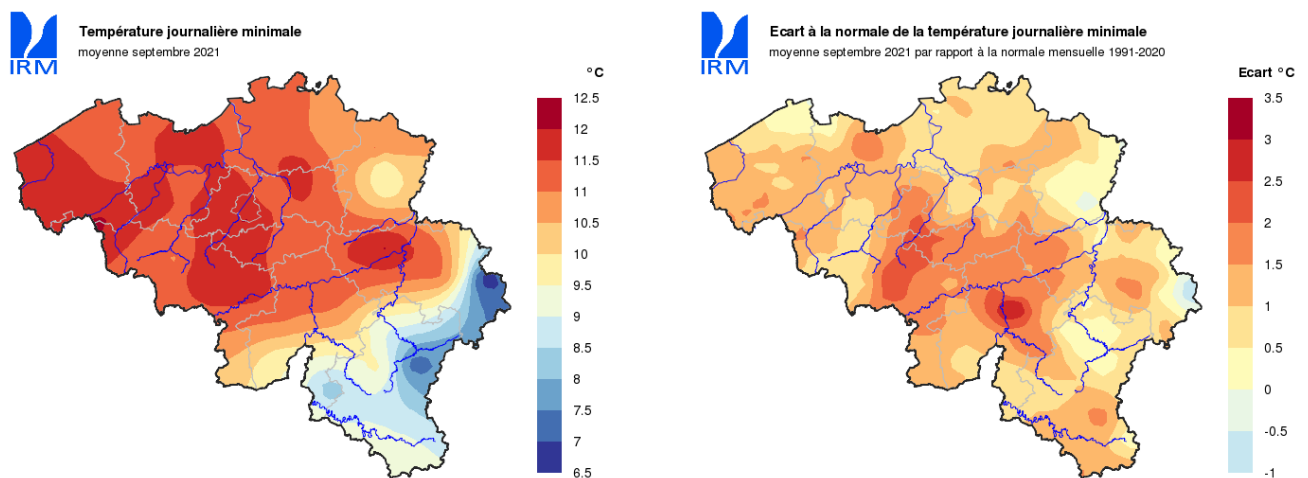 IRM
Température journalière minimale
moyenne septembre 2021
°C
12.5
12
11.5
11
10.5
10
9.5
9
8.5
8
7.5
7
6.5
IRM
Ecart à la normale de la température journalière minimale
moyenne septembre 2021 par rapport à la normale mensuelle 1991-2020
Ecart °C
3.5
3
2.5
2
1.5
1
0.5
0
-0.5
-1